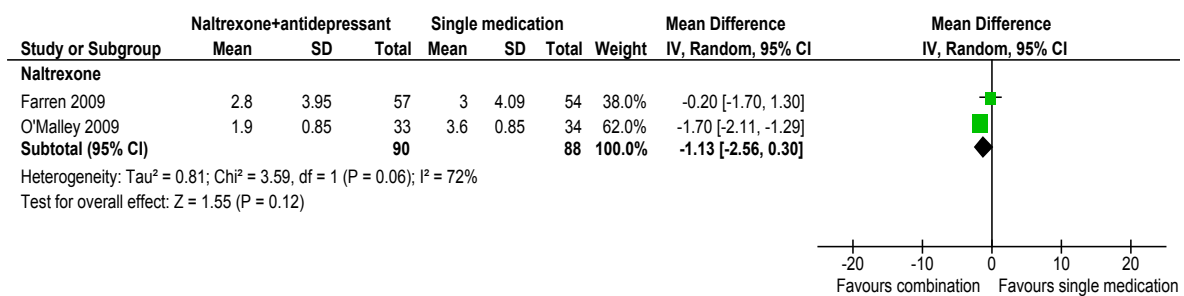 Naltrexone+antidepressant Single medication Mean Difference Mean Difference
Study or Subgroup Mean SD Total Mean SD Total Weight IV, Random, 95% CI IV, Random, 95% CI
Naltrexone
Farren 2009 2.8 3.95 57 3 4.09 54 38.0% -0.20 [-1.70, 1.30]
O'Malley 2009 1.9 0.85 33 3.6 0.85 34 62.0% -1.70 [-2.11, -1.29]
Subtotal (95% CI) 90 88 100.0% -1.13 [-2.56, 0.30]
Heterogeneity: Tau² = 0.81; Chi² = 3.59, df = 1 (P = 0.06); I² = 72%
Test for overall effect: Z = 1.55 (P = 0.12)
-20 -10 0 10 20
Favours combination Favours single medication